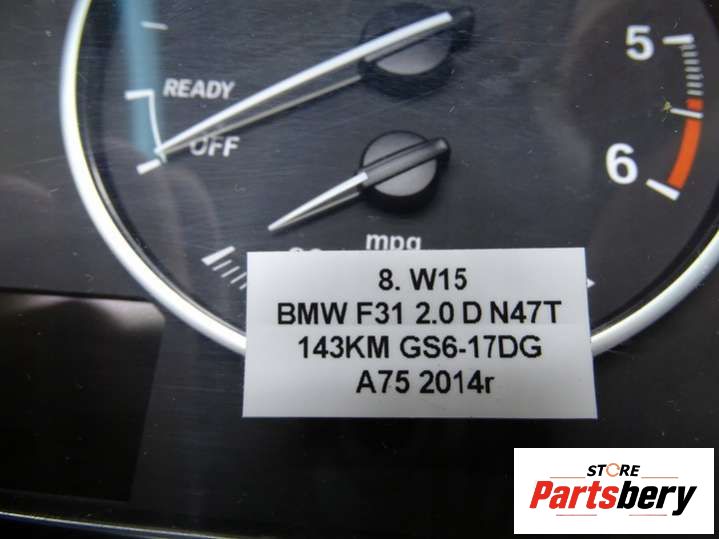 5
READY
OFF
6
mpg
8. W15
BMW F31 2.0 D N47T
143KM GS6-17DG
A75 2014r
STORE
Partsbery